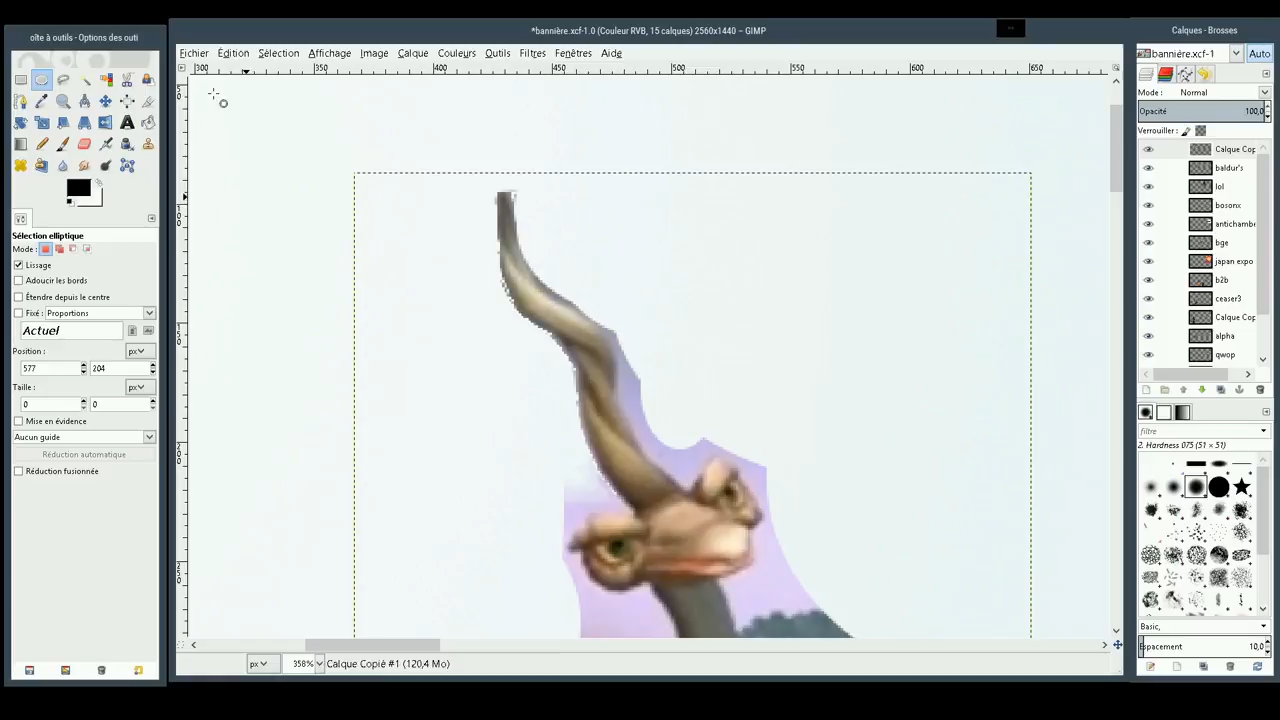 oîte à outils - Options des outi
*bannière.xcf-1.0 (Couleur RVB, 15 calques) 2560x1440 – GIMP
Calques - Brosses
Fichier Édition Sélection Affichage Image Calque Couleurs Outils Filtres Fenêtres Aide
bannière.xcf-1
Auto
300 350 400 450 500 550 600 650
Mode : Normal
Opacité 100,0
Verrouiller :
Calque Cop
baldur's
lol
bosonx
antichambe
bge
japan expo
b2b
ceaser3
Calque Cop
alpha
qwop
Sélection elliptique
Mode :
Lissage
Adoucir les bords
Étendre depuis le centre
Fixé : Proportions
Actuel
Position : px
577 204
Taille : px
0 0
Mise en évidence
Aucun guide
Réduction automatique
Réduction fusionnée
filtre
2. Hardness 075 (51 × 51)
Basic,
Espacement 10,0
px 358% Calque Copié #1 (120,4 Mo)